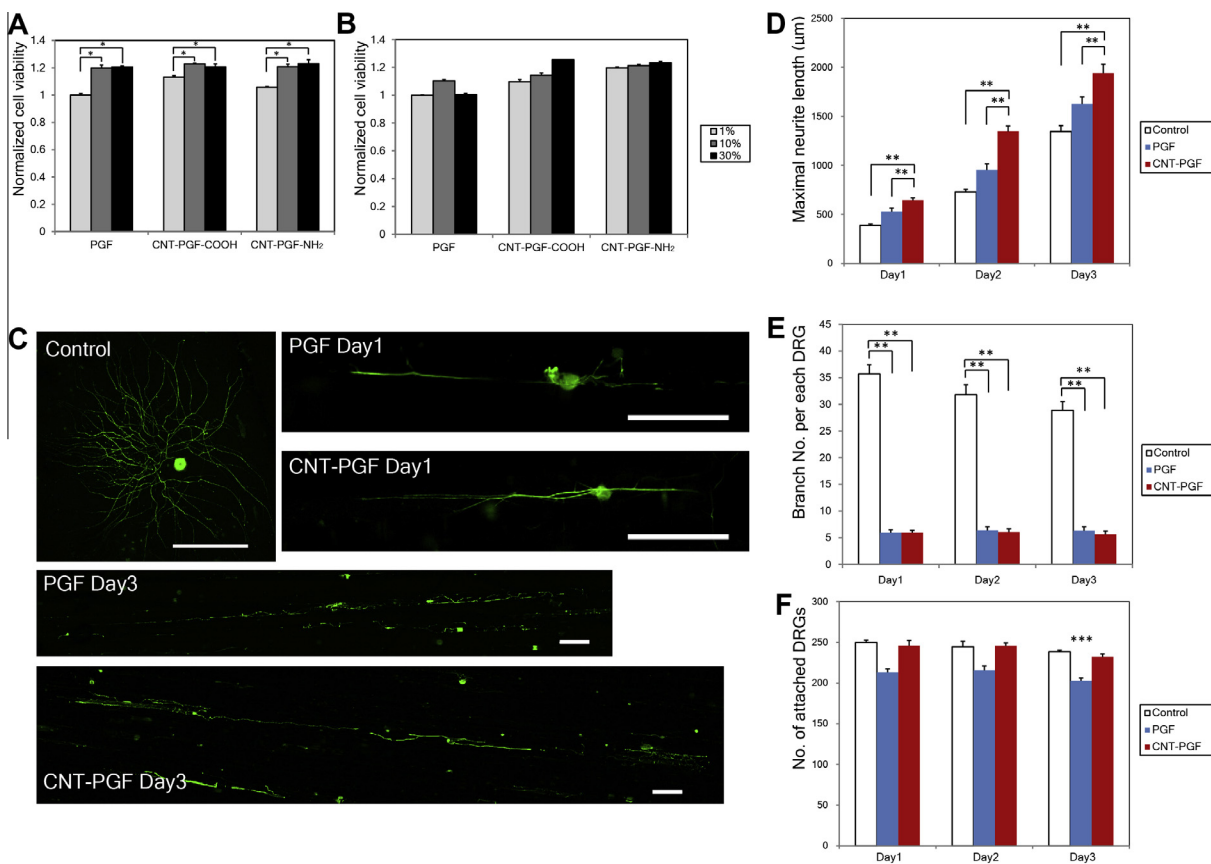 A
Normalized cell viability
1.4
1.2
1
0.8
0.6
0.4
0.2
0
* * * * * *
PGF CNT-PGF-COOH CNT-PGF-NH2
B
Normalized cell viability
1.4
1.2
1
0.8
0.6
0.4
0.2
0
PGF CNT-PGF-COOH CNT-PGF-NH2
1%
10%
30%
C
Control
PGF Day1
CNT-PGF Day1
PGF Day3
CNT-PGF Day3
D
Maximal neurite length (um)
2500
2000
1500
1000
500
0
** ** ** ** ** **
Day1 Day2 Day3
Control
PGF
CNT-PGF
E
Branch No. per each DRG
45
40
35
30
25
20
15
10
5
0
** ** ** ** ** **
Day1 Day2 Day3
Control
PGF
CNT-PGF
F
No. of attached DRGs
300
250
200
150
100
50
0
***
Day1 Day2 Day3
Control
PGF
CNT-PGF